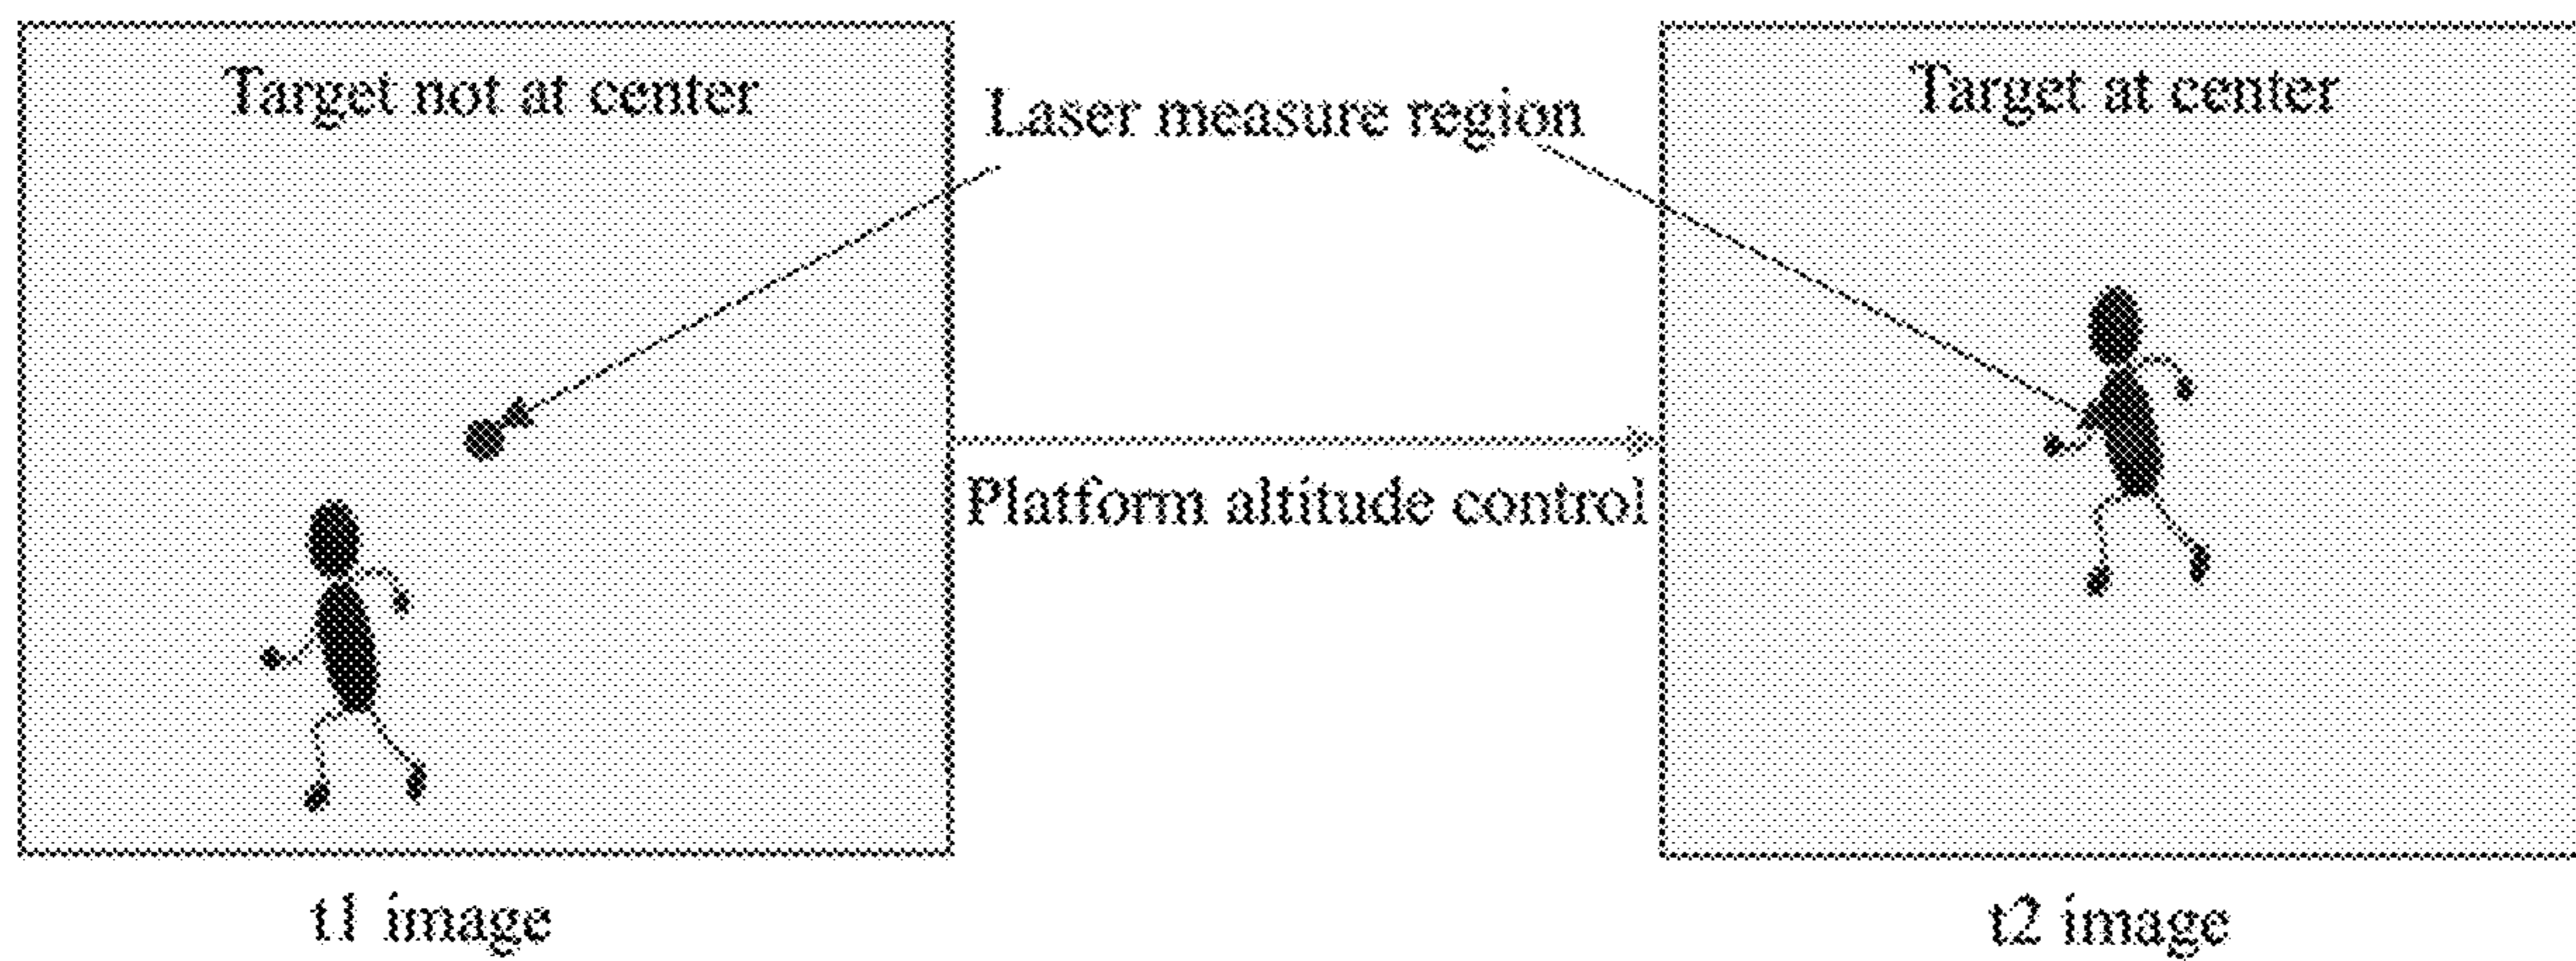 Target not at center
Laser measure region
Target at center
Platform altitude control
t1 image
t2 image